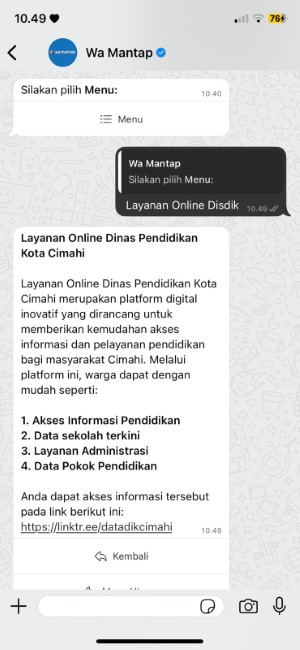 10.49
76
Wa Mantap
Silakan pilih Menu:
10.40
Menu
Wa Mantap
Silakan pilih Menu:
Layanan Online Disdik
10.49
Layanan Online Dinas Pendidikan
Kota Cimahi
Layanan Online Dinas Pendidikan Kota
Cimahi merupakan platform digital
inovatif yang dirancang untuk
memberikan kemudahan akses
informasi dan pelayanan pendidikan
bagi masyarakat Cimahi. Melalui
platform ini, warga dapat dengan
mudah seperti:
1. Akses Informasi Pendidikan
2. Data sekolah terkini
3. Layanan Administrasi
4. Data Pokok Pendidikan
Anda dapat akses informasi tersebut
pada link berikut ini:
https://linktr.ee/datadikcimahi
10.49
Kembali